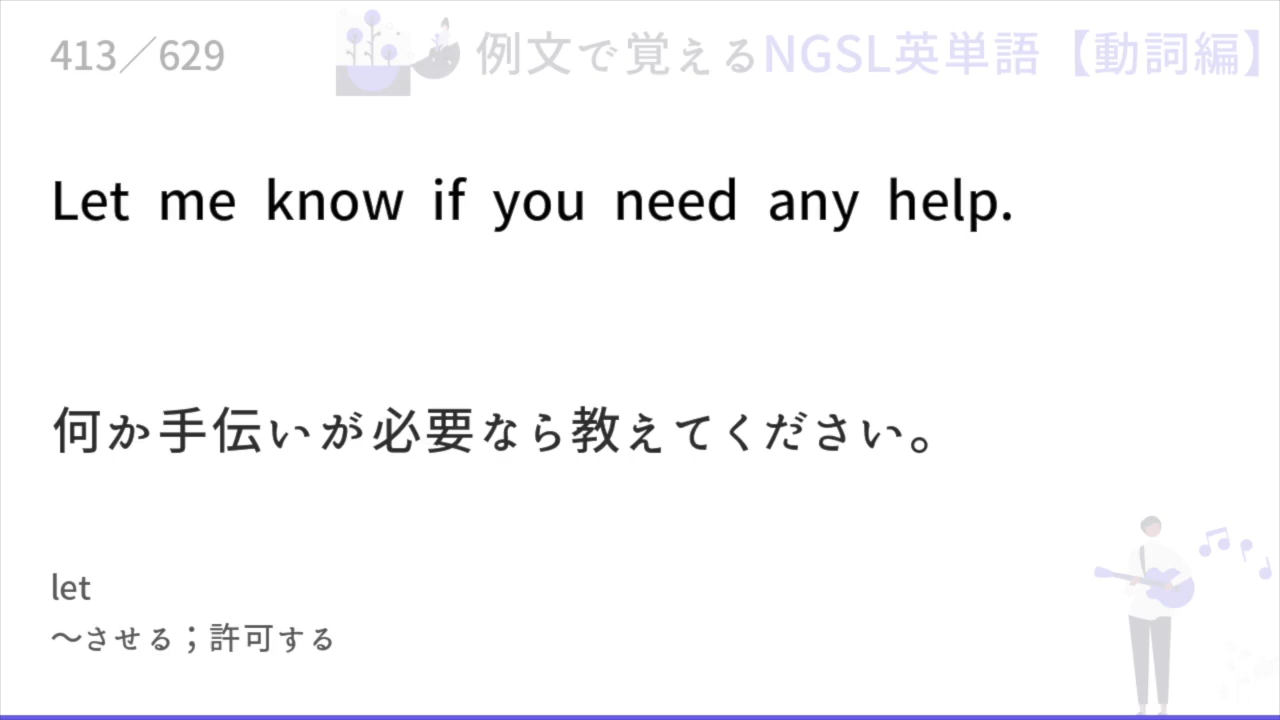 413／629
例文で覚えるNGSL英単語【動詞編】
Let me know if you need any help.
何か手伝いが必要なら教えてください。
let
～させる；許可する